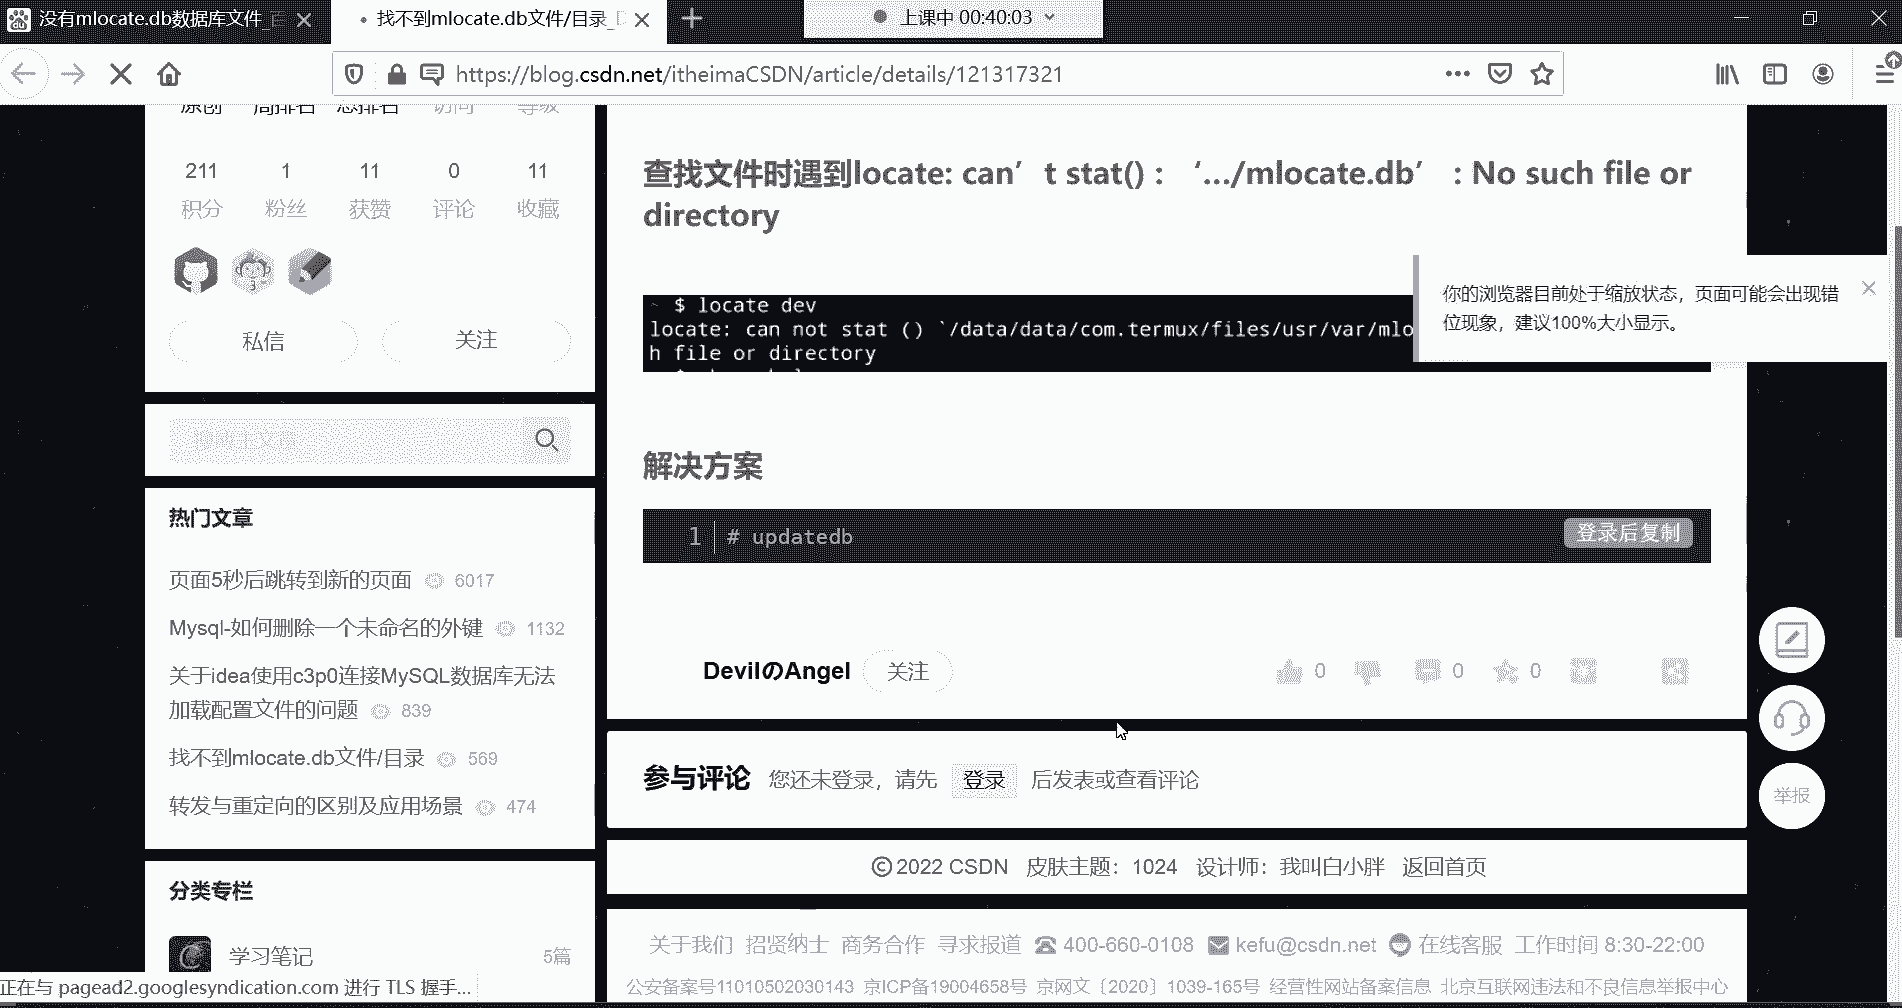 没有mlocate.db数据库文件_百
找不到mlocate.db文件/目录_
上课中 00:40:03
https://blog.csdn.net/itheimaCSDN/article/details/121317321
原创 周排名 总排名 访问 等级
211 1 11 0 11
积分 粉丝 获赞 评论 收藏
私信 关注
搜博主文章
热门文章
页面5秒后跳转到新的页面 6017
Mysql-如何删除一个未命名的外键 1132
关于idea使用c3p0连接MySQL数据库无法
加载配置文件的问题 839
找不到mlocate.db文件/目录 569
转发与重定向的区别及应用场景 474
分类专栏
学习笔记 5篇
查找文件时遇到locate: can’t stat() : ‘…/mlocate.db’ : No such file or
directory
~ $ locate dev
locate: can not stat () `/data/data/com.termux/files/usr/var/mlo
h file or directory
你的浏览器目前处于缩放状态，页面可能会出现错
位现象，建议100%大小显示。
解决方案
1 # updatedb
登录后复制
DevilのAngel 关注 0 0 0
参与评论 您还未登录，请先 登录 后发表或查看评论
举报
©2022 CSDN 皮肤主题：1024 设计师：我叫白小胖 返回首页
关于我们 招贤纳士 商务合作 寻求报道 400-660-0108 kefu@csdn.net 在线客服 工作时间 8:30-22:00
公安备案号11010502030143 京ICP备19004658号 京网文〔2020〕1039-165号 经营性网站备案信息 北京互联网违法和不良信息举报中心
正在与 pagead2.googlesyndication.com 进行 TLS 握手...